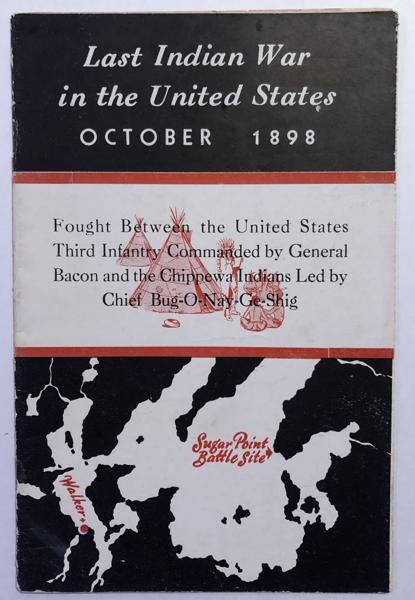 Last Indian War
in the United States
OCTOBER 1898
Fought Between the United States
Third Infantry Commanded by General
Bacon and the Chippewa Indians Led by
Chief Bug-O-Nay-Ge-Shig
Sugar Point
Battle Site
Walker